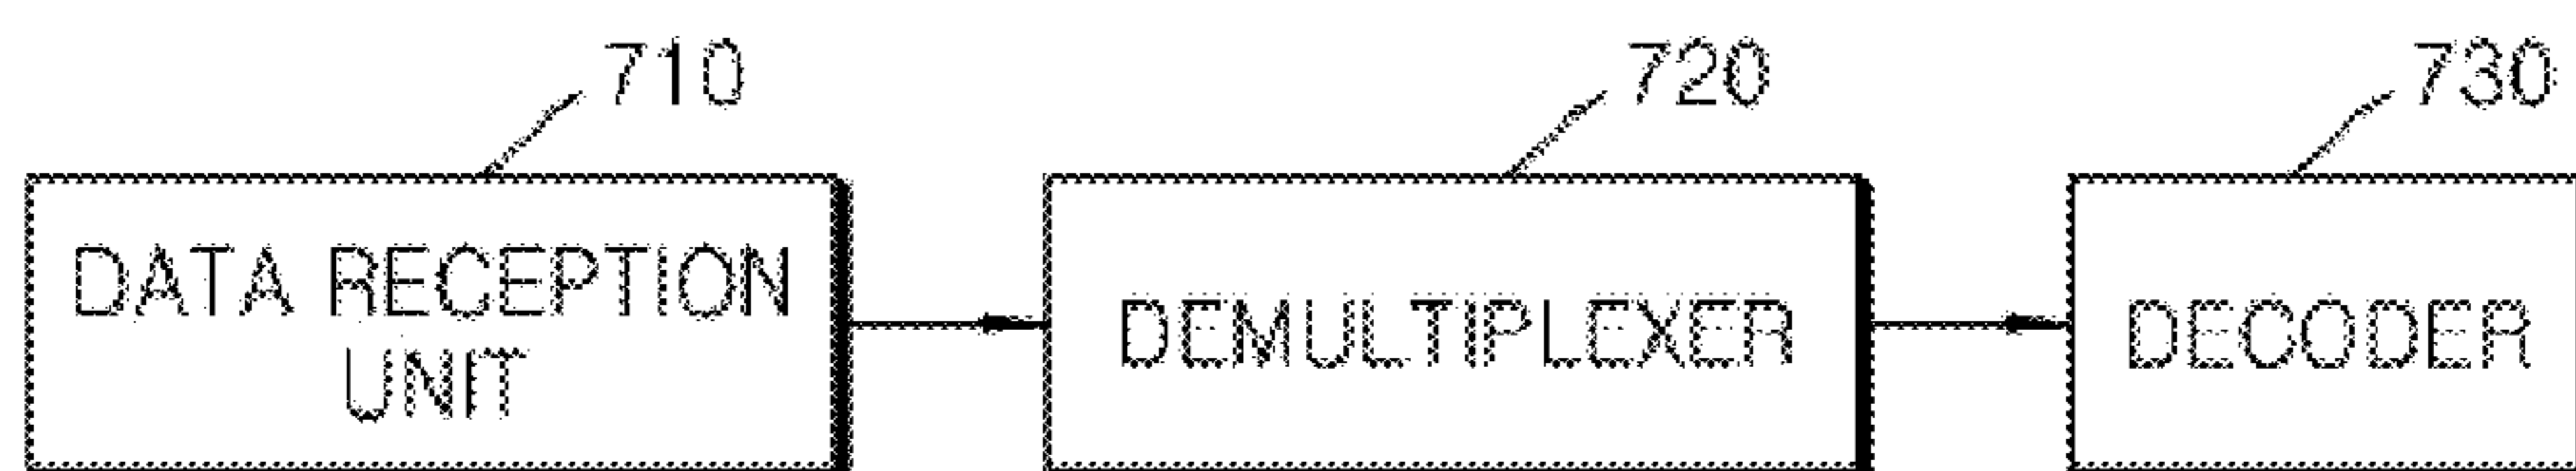 710
720
730
DATA RECEPTION
UNIT
DEMULTIPLEXER
DECODER